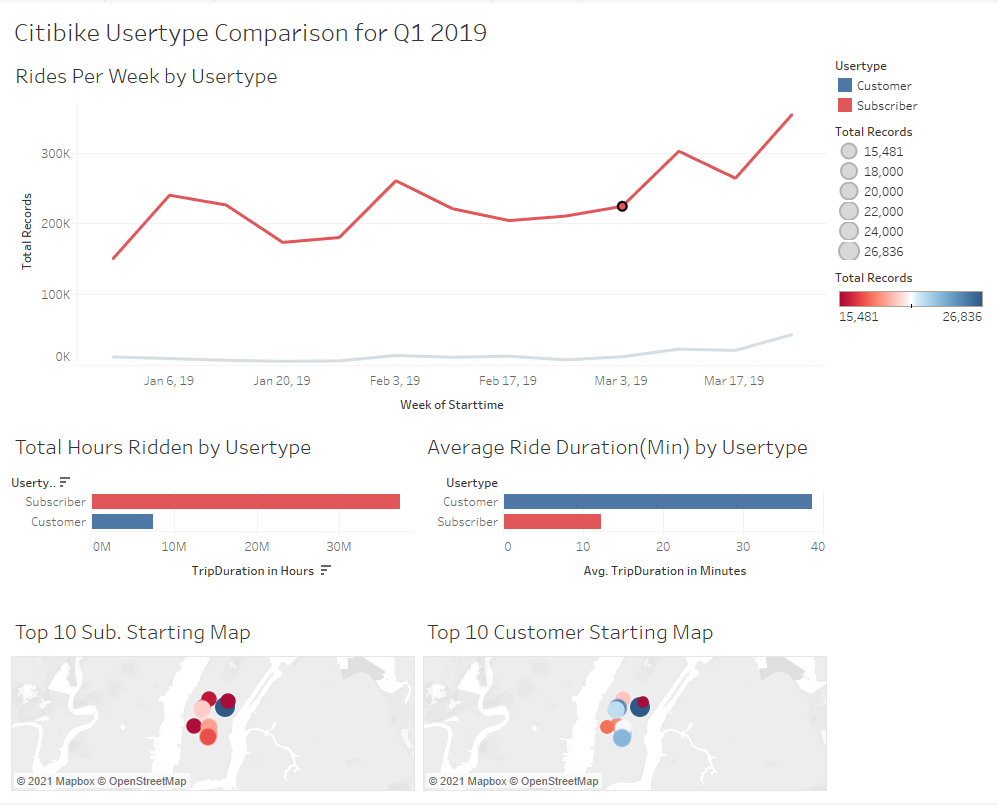 Citibike Usertype Comparison for Q1 2019
Rides Per Week by Usertype
Total Records
300K
200K
100K
0K
Jan 6, 19
Jan 20, 19
Feb 3, 19
Feb 17, 19
Mar 3, 19
Mar 17, 19
Week of Starttime
Usertype
Customer
Subscriber
Total Records
15,481
18,000
20,000
22,000
24,000
26,836
Total Records
15,481
26,836
Total Hours Ridden by Usertype
Userty..
Subscriber
Customer
0M
10M
20M
30M
TripDuration in Hours
Average Ride Duration(Min) by Usertype
Usertype
Customer
Subscriber
0
10
20
30
40
Avg. TripDuration in Minutes
Top 10 Sub. Starting Map
© 2021 Mapbox © OpenStreetMap
Top 10 Customer Starting Map
© 2021 Mapbox © OpenStreetMap